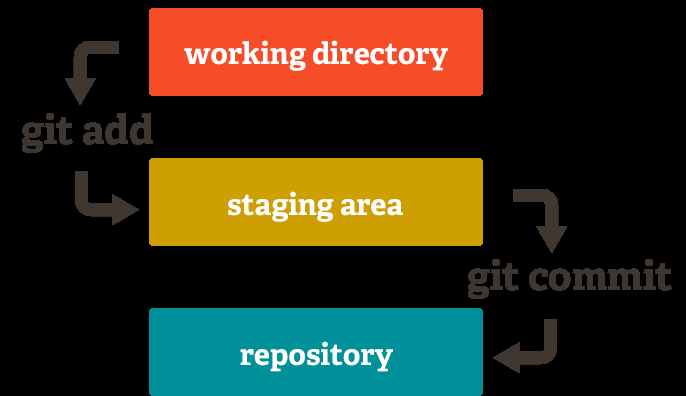 working directory
git add
staging area
git commit
repository